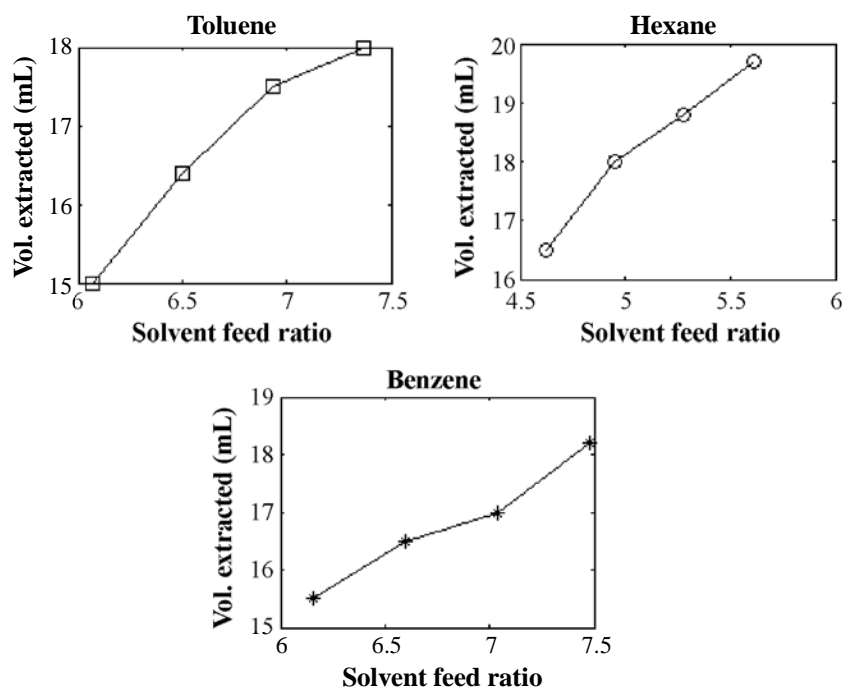 Toluene
Vol. extracted (mL)
18
17
16
15
6 6.5 7 7.5
Solvent feed ratio
Hexane
Vol. extracted (mL)
20
19
18
17
16
4.5 5 5.5 6
Solvent feed ratio
Benzene
Vol. extracted (mL)
19
18
17
16
15
6 6.5 7 7.5
Solvent feed ratio